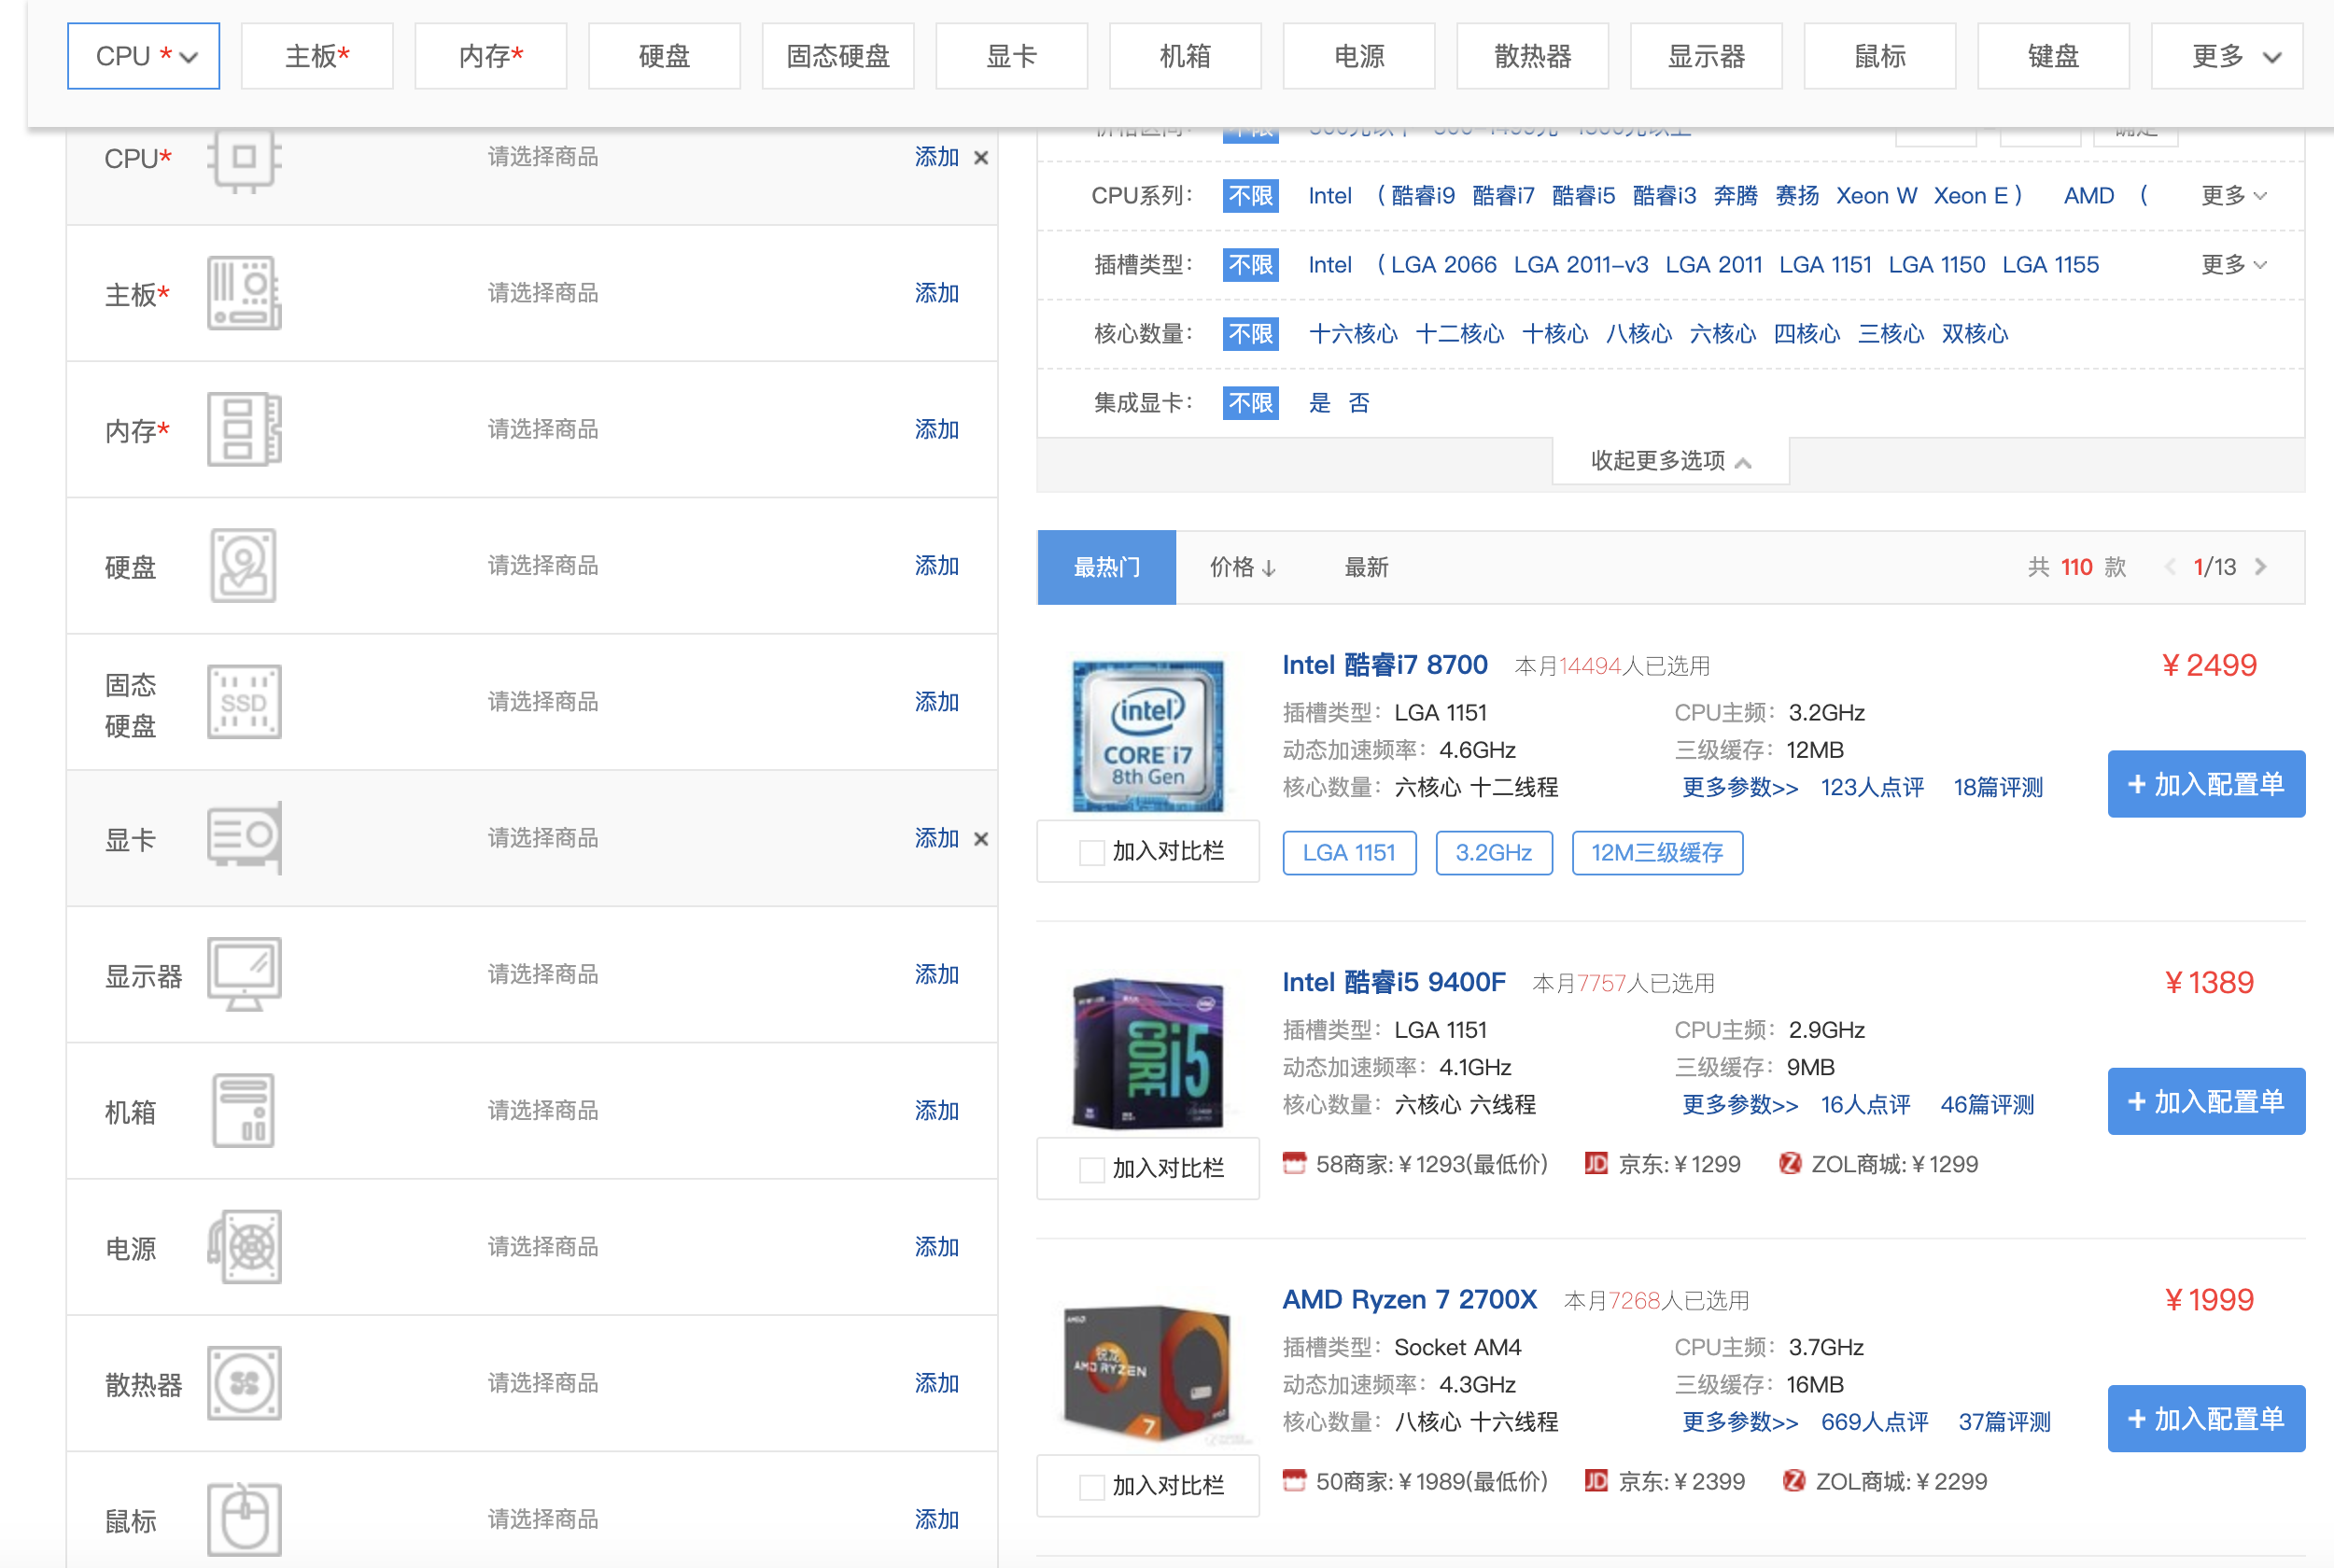 CPU * 主板* 内存* 硬盘 固态硬盘 显卡 机箱 电源 散热器 显示器 鼠标 键盘 更多
CPU* 请选择商品 添加 ×
主板* 请选择商品 添加
内存* 请选择商品 添加
硬盘 请选择商品 添加
固态
硬盘 请选择商品 添加
显卡 请选择商品 添加 ×
显示器 请选择商品 添加
机箱 请选择商品 添加
电源 请选择商品 添加
散热器 请选择商品 添加
鼠标 请选择商品 添加
SSD
CPU系列: 不限 Intel (酷睿i9 酷睿i7 酷睿i5 酷睿i3 奔腾 赛扬 Xeon W Xeon E) AMD ( 更多
插槽类型: 不限 Intel (LGA 2066 LGA 2011-v3 LGA 2011 LGA 1151 LGA 1150 LGA 1155 更多
核心数量: 不限 十六核心 十二核心 十核心 八核心 六核心 四核心 三核心 双核心
集成显卡: 不限 是 否
收起更多选项
最热门 价格↓ 最新 共 110 款 < 1/13 >
Intel 酷睿i7 8700 本月14494人已选用 ¥2499
插槽类型: LGA 1151 CPU主频: 3.2GHz
动态加速频率: 4.6GHz 三级缓存: 12MB
核心数量: 六核心 十二线程 更多参数>> 123人点评 18篇评测
+ 加入配置单
intel
CORE i7
8th Gen
加入对比栏
LGA 1151 3.2GHz 12M三级缓存
Intel 酷睿i5 9400F 本月7757人已选用 ¥1389
插槽类型: LGA 1151 CPU主频: 2.9GHz
动态加速频率: 4.1GHz 三级缓存: 9MB
核心数量: 六核心 六线程 更多参数>> 16人点评 46篇评测
+ 加入配置单
CORE i5
加入对比栏
58商家:¥1293(最低价) JD 京东:¥1299 Z ZOL商城:¥1299
AMD Ryzen 7 2700X 本月7268人已选用 ¥1999
插槽类型: Socket AM4 CPU主频: 3.7GHz
动态加速频率: 4.3GHz 三级缓存: 16MB
核心数量: 八核心 十六线程 更多参数>> 669人点评 37篇评测
+ 加入配置单
锐龙
AMD RYZEN
7
加入对比栏
50商家:¥1989(最低价) JD 京东:¥2399 Z ZOL商城:¥2299